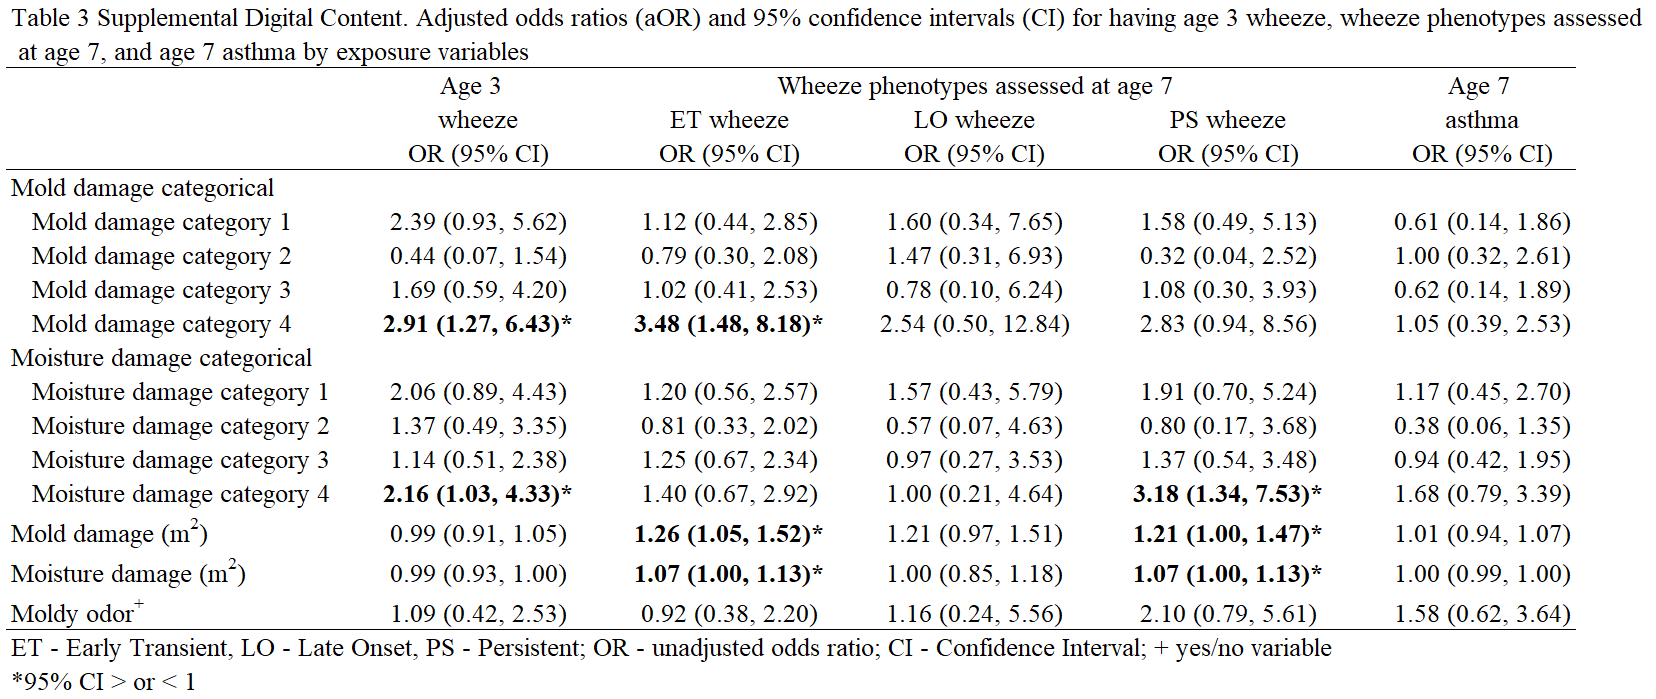 Table 3 Supplemental Digital Content. Adjusted odds ratios (aOR) and 95% confidence intervals (CI) for having age 3 wheeze, wheeze phenotypes assessed
at age 7, and age 7 asthma by exposure variables
Age 3 Wheeze phenotypes assessed at age 7 Age 7
wheeze ET wheeze LO wheeze PS wheeze asthma
OR (95% CI) OR (95% CI) OR (95% CI) OR (95% CI) OR (95% CI)
Mold damage categorical
Mold damage category 1 2.39 (0.93, 5.62) 1.12 (0.44, 2.85) 1.60 (0.34, 7.65) 1.58 (0.49, 5.13) 0.61 (0.14, 1.86)
Mold damage category 2 0.44 (0.07, 1.54) 0.79 (0.30, 2.08) 1.47 (0.31, 6.93) 0.32 (0.04, 2.52) 1.00 (0.32, 2.61)
Mold damage category 3 1.69 (0.59, 4.20) 1.02 (0.41, 2.53) 0.78 (0.10, 6.24) 1.08 (0.30, 3.93) 0.62 (0.14, 1.89)
Mold damage category 4 2.91 (1.27, 6.43)* 3.48 (1.48, 8.18)* 2.54 (0.50, 12.84) 2.83 (0.94, 8.56) 1.05 (0.39, 2.53)
Moisture damage categorical
Moisture damage category 1 2.06 (0.89, 4.43) 1.20 (0.56, 2.57) 1.57 (0.43, 5.79) 1.91 (0.70, 5.24) 1.17 (0.45, 2.70)
Moisture damage category 2 1.37 (0.49, 3.35) 0.81 (0.33, 2.02) 0.57 (0.07, 4.63) 0.80 (0.17, 3.68) 0.38 (0.06, 1.35)
Moisture damage category 3 1.14 (0.51, 2.38) 1.25 (0.67, 2.34) 0.97 (0.27, 3.53) 1.37 (0.54, 3.48) 0.94 (0.42, 1.95)
Moisture damage category 4 2.16 (1.03, 4.33)* 1.40 (0.67, 2.92) 1.00 (0.21, 4.64) 3.18 (1.34, 7.53)* 1.68 (0.79, 3.39)
Mold damage (m²) 0.99 (0.91, 1.05) 1.26 (1.05, 1.52)* 1.21 (0.97, 1.51) 1.21 (1.00, 1.47)* 1.01 (0.94, 1.07)
Moisture damage (m²) 0.99 (0.93, 1.00) 1.07 (1.00, 1.13)* 1.00 (0.85, 1.18) 1.07 (1.00, 1.13)* 1.00 (0.99, 1.00)
Moldy odor⁺ 1.09 (0.42, 2.53) 0.92 (0.38, 2.20) 1.16 (0.24, 5.56) 2.10 (0.79, 5.61) 1.58 (0.62, 3.64)
ET - Early Transient, LO - Late Onset, PS - Persistent; OR - unadjusted odds ratio; CI - Confidence Interval; + yes/no variable
*95% CI > or < 1